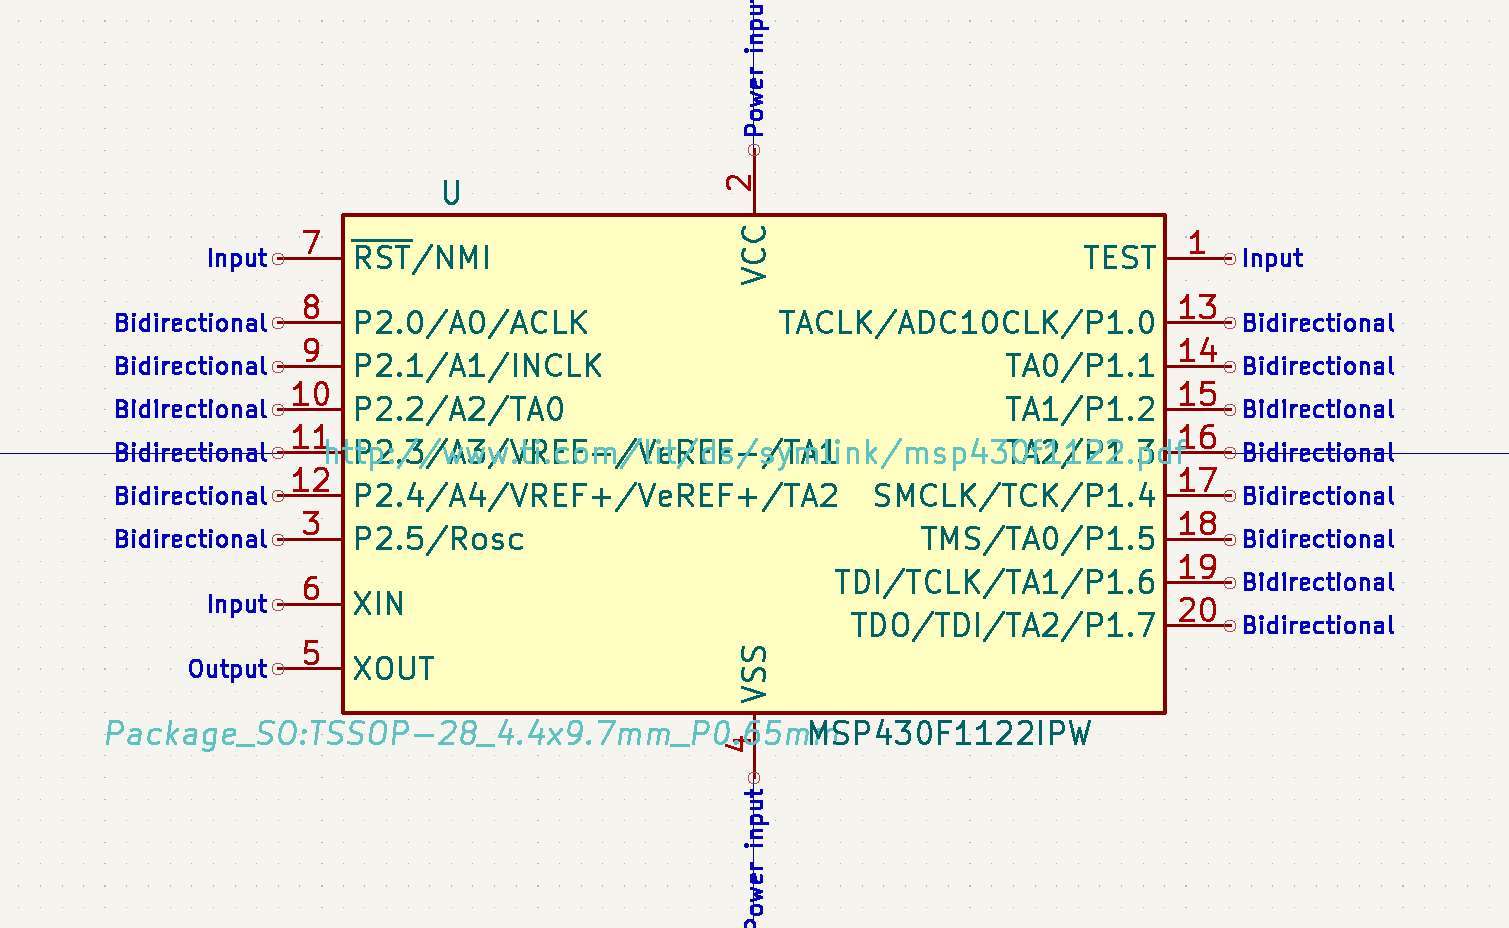 Power input
2
U
VCC
Input 7 RST/NMI
TEST 1 Input
Bidirectional 8 P2.0/A0/ACLK
TACLK/ADC10CLK/P1.0 13 Bidirectional
Bidirectional 9 P2.1/A1/INCLK
TA0/P1.1 14 Bidirectional
Bidirectional 10 P2.2/A2/TA0
TA1/P1.2 15 Bidirectional
Bidirectional 11 P2.3/A3/VREF-/VeREF-/TA1
http://www.ti.com/lit/ds/symlink/msp430f1122.pdf
TA2/P1.3 16 Bidirectional
Bidirectional 12 P2.4/A4/VREF+/VeREF+/TA2
SMCLK/TCK/P1.4 17 Bidirectional
Bidirectional 3 P2.5/Rosc
TMS/TA0/P1.5 18 Bidirectional
TDI/TCLK/TA1/P1.6 19 Bidirectional
Input 6 XIN
TDO/TDI/TA2/P1.7 20 Bidirectional
Output 5 XOUT
VSS
Package_SO:TSSOP-28_4.4x9.7mm_P0.65mm
MSP430F1122IPW
4
Power input